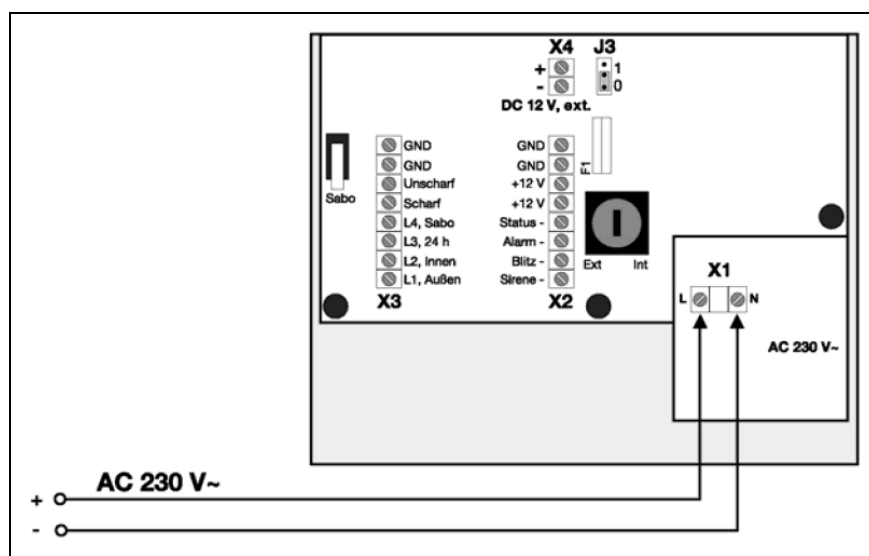 X4 J3
+ 1
- 0
DC 12 V, ext.
F1
Sabo
GND
GND
Unscharf
Scharf
L4, Sabo
L3, 24 h
L2, Innen
L1, Außen
X3
GND
GND
+12 V
+12 V
Status -
Alarm -
Blitz -
Sirene -
X2
Ext Int
X1
L N
AC 230 V~
AC 230 V~
+
-